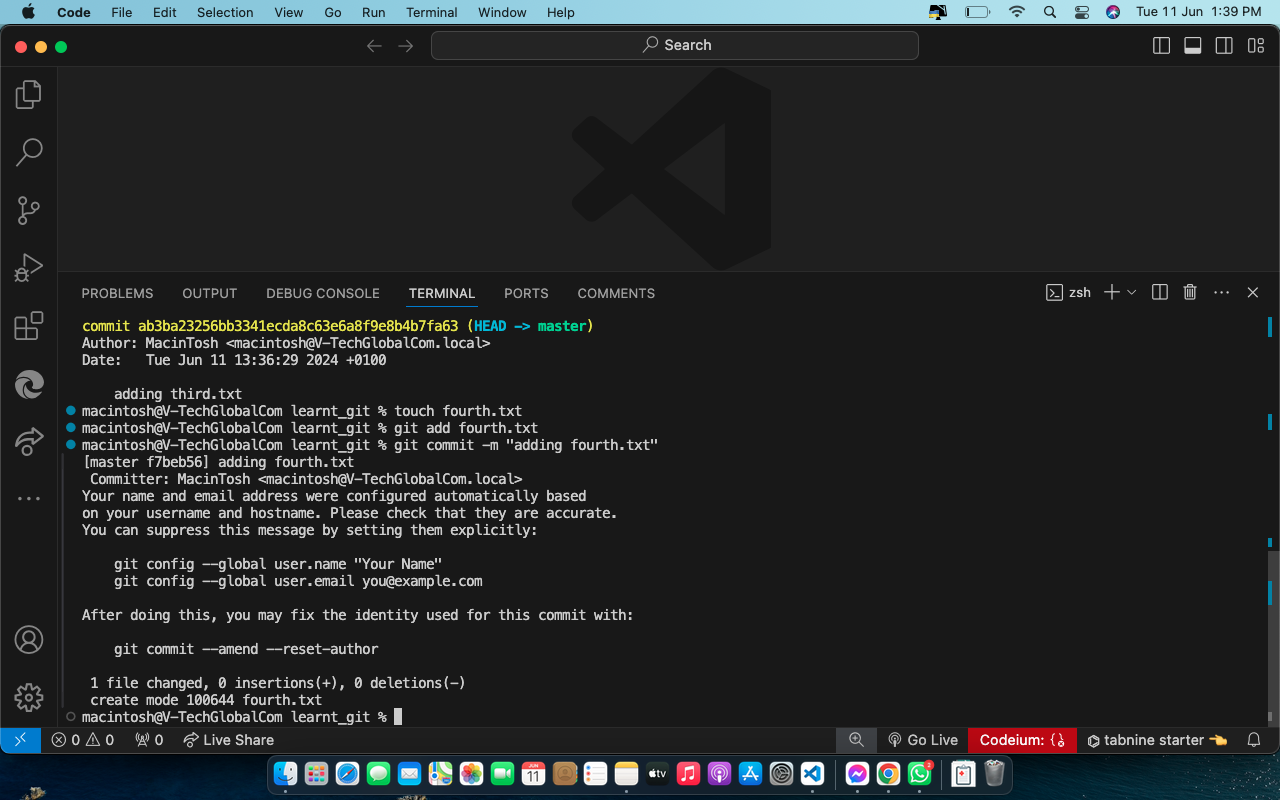 Code File Edit Selection View Go Run Terminal Window Help Tue 11 Jun 1:39 PM
Search
PROBLEMS OUTPUT DEBUG CONSOLE TERMINAL PORTS COMMENTS zsh
commit ab3ba23256bb3341ecda8c63e6a8f9e8b4b7fa63 (HEAD -> master)
Author: MacinTosh <macintosh@V-TechGlobalCom.local>
Date:   Tue Jun 11 13:36:29 2024 +0100
adding third.txt
macintosh@V-TechGlobalCom learnt_git % touch fourth.txt
macintosh@V-TechGlobalCom learnt_git % git add fourth.txt
macintosh@V-TechGlobalCom learnt_git % git commit -m "adding fourth.txt"
[master f7beb56] adding fourth.txt
Committer: MacinTosh <macintosh@V-TechGlobalCom.local>
Your name and email address were configured automatically based
on your username and hostname. Please check that they are accurate.
You can suppress this message by setting them explicitly:
git config --global user.name "Your Name"
git config --global user.email you@example.com
After doing this, you may fix the identity used for this commit with:
git commit --amend --reset-author
1 file changed, 0 insertions(+), 0 deletions(-)
create mode 100644 fourth.txt
macintosh@V-TechGlobalCom learnt_git %
0 0 0 Live Share Go Live Codeium: {} tabnine starter
JUN
11
tv
2